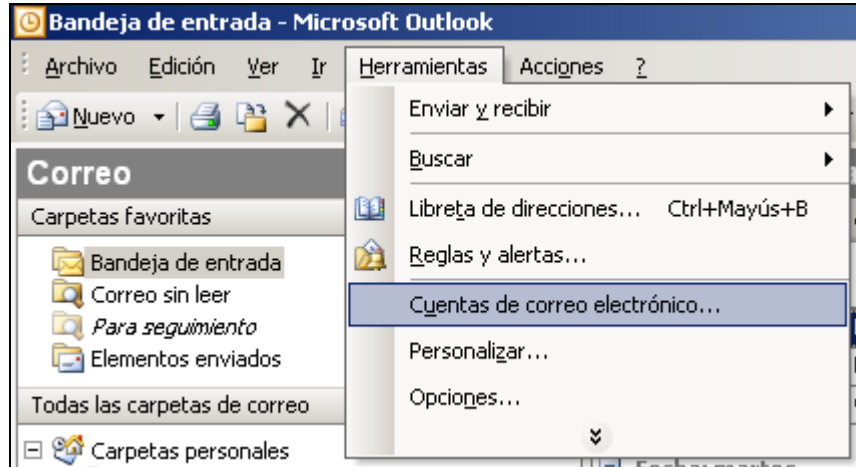 Bandeja de entrada - Microsoft Outlook
Archivo Edición Ver Ir Herramientas Acciones ?
Nuevo
Enviar y recibir
Buscar
Libreta de direcciones... Ctrl+Mayús+B
Reglas y alertas...
Cuentas de correo electrónico...
Personalizar...
Opciones...
Correo
Carpetas favoritas
Bandeja de entrada
Correo sin leer
Para seguimiento
Elementos enviados
Todas las carpetas de correo
Carpetas personales